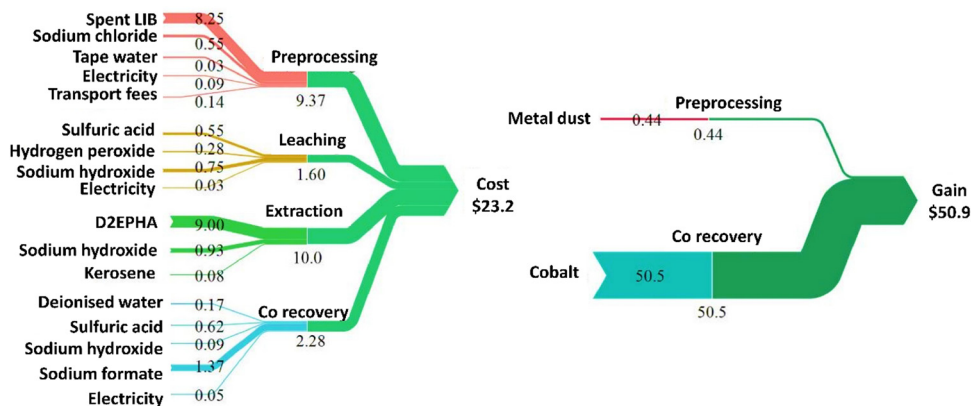 Spent LIB
8.25
Sodium chloride
0.55
Tape water
0.03
Electricity
0.09
Transport fees
0.14
Preprocessing
9.37
Sulfuric acid
0.55
Hydrogen peroxide
0.28
Sodium hydroxide
0.75
Electricity
0.03
Leaching
1.60
D2EPHA
9.00
Sodium hydroxide
0.93
Kerosene
0.08
Extraction
10.0
Deionised water
0.17
Sulfuric acid
0.62
Sodium hydroxide
0.09
Sodium formate
1.37
Electricity
0.05
Co recovery
2.28
Cost
$23.2
Metal dust
0.44
Preprocessing
0.44
Cobalt
50.5
Co recovery
50.5
Gain
$50.9